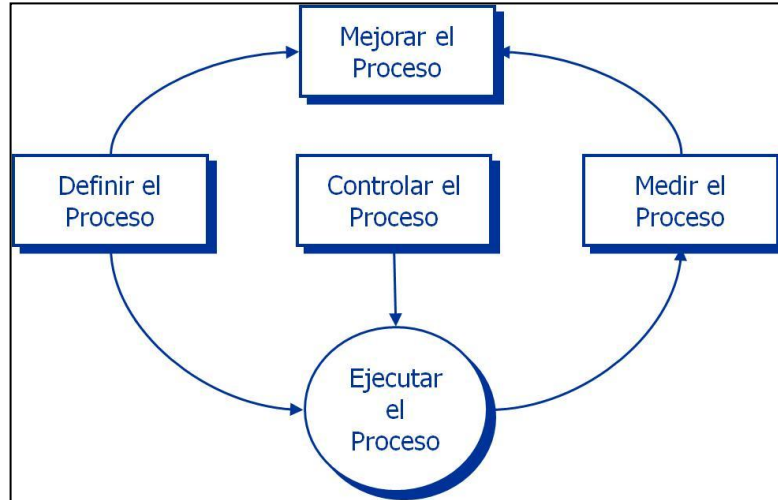 Mejorar el
Proceso
Definir el
Proceso
Controlar el
Proceso
Medir el
Proceso
Ejecutar
el
Proceso